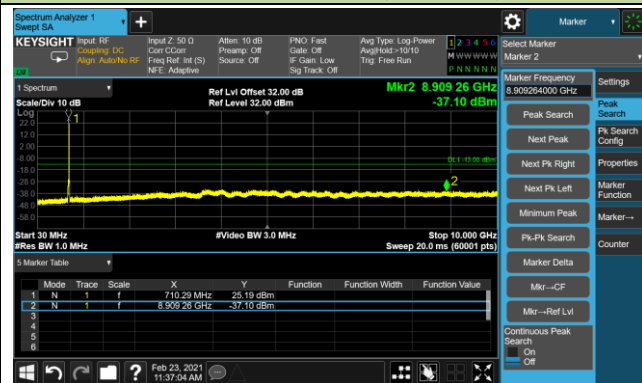 Spectrum Analyzer 1
Swept SA
Marker
KEYSIGHT
Input: RF
Coupling: DC
Align: Auto/No RF
Input Z: 50 Ω
Corr CCorr
Freq Ref: Int (S)
NFE: Adaptive
Atten: 10 dB
Preamp: Off
Source: Off
PNO: Fast
Gate: Off
IF Gain: Low
Sig Track: Off
Avg Type: Log-Power
Avg|Hold:>10/10
Trig: Free Run
1 2 3 4 5 6
M W W W W W
P N N N N N
Select Marker
Marker 2
1 Spectrum
Scale/Div 10 dB
Log
Ref Lvl Offset 32.00 dB
Ref Level 32.00 dBm
Mkr2 8.909 26 GHz
-37.10 dBm
22.0
12.0
2.00
-8.00
-18.0
-28.0
-38.0
-48.0
-58.0
1
2
DL1 -13.00 dBm
Start 30 MHz
#Res BW 1.0 MHz
#Video BW 3.0 MHz
Stop 10.000 GHz
Sweep 20.0 ms (60001 pts)
5 Marker Table
Mode Trace Scale X Y Function Function Width Function Value
1 N 1 f 710.29 MHz 25.19 dBm
2 N 1 f 8.909 26 GHz -37.10 dBm
3
4
5
6
Marker Frequency
8.909264000 GHz
Peak Search
Next Peak
Next Pk Right
Next Pk Left
Minimum Peak
Pk-Pk Search
Marker Delta
Mkr→CF
Mkr→Ref Lvl
Continuous Peak
Search
On
Off
Settings
Peak
Search
Pk Search
Config
Properties
Marker
Function
Marker→
Counter
Feb 23, 2021
11:37:04 AM